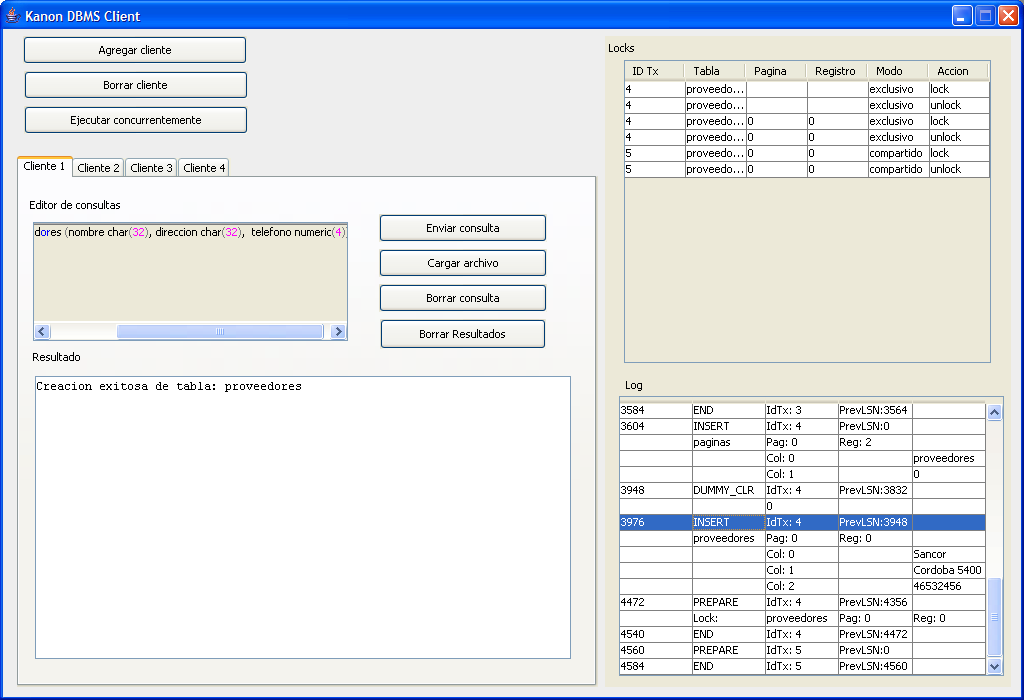 Kanon DBMS Client
Agregar cliente
Borrar cliente
Ejecutar concurrentemente
Cliente 1 Cliente 2 Cliente 3 Cliente 4
Editor de consultas
dores (nombre char(32), direccion char(32),  telefono numeric(4)
Enviar consulta
Cargar archivo
Borrar consulta
Borrar Resultados
Resultado
Creacion exitosa de tabla: proveedores
Locks
ID Tx Tabla Pagina Registro Modo Accion
4 proveedo... exclusivo lock
4 proveedo... exclusivo unlock
4 proveedo... 0 0 exclusivo lock
4 proveedo... 0 0 exclusivo unlock
5 proveedo... 0 0 compartido lock
5 proveedo... 0 0 compartido unlock
Log
3584 END IdTx: 3 PrevLSN:3564
3604 INSERT IdTx: 4 PrevLSN:0
paginas Pag: 0 Reg: 2
Col: 0 proveedores
Col: 1 0
3948 DUMMY_CLR IdTx: 4 PrevLSN:3832
0
3976 INSERT IdTx: 4 PrevLSN:3948
proveedores Pag: 0 Reg: 0
Col: 0 Sancor
Col: 1 Cordoba 5400
Col: 2 46532456
4472 PREPARE IdTx: 4 PrevLSN:4356
Lock: proveedores Pag: 0 Reg: 0
4540 END IdTx: 4 PrevLSN:4472
4560 PREPARE IdTx: 5 PrevLSN:0
4584 END IdTx: 5 PrevLSN:4560